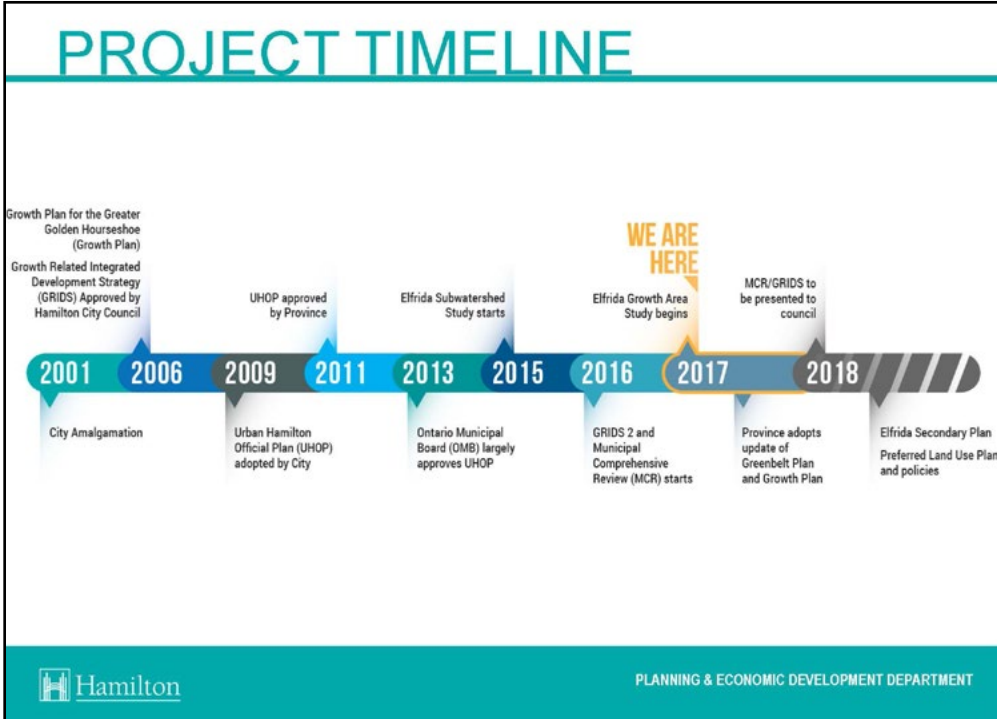 PROJECT TIMELINE
Growth Plan for the Greater
Golden Hourseshoe
(Growth Plan)
Growth Related Integrated
Development Strategy
(GRIDS) Approved by
Hamilton City Council
UHOP approved
by Province
Elfrida Subwatershed
Study starts
WE ARE
HERE
Elfrida Growth Area
Study begins
MCR/GRIDS to
be presented to
council
2001 2006 2009 2011 2013 2015 2016 2017 2018
City Amalgamation
Urban Hamilton
Official Plan (UHOP)
adopted by City
Ontario Municipal
Board (OMB) largely
approves UHOP
GRIDS 2 and
Municipal
Comprehensive
Review (MCR) starts
Province adopts
update of
Greenbelt Plan
and Growth Plan
Elfrida Secondary Plan
Preferred Land Use Plan
and policies
Hamilton
PLANNING & ECONOMIC DEVELOPMENT DEPARTMENT